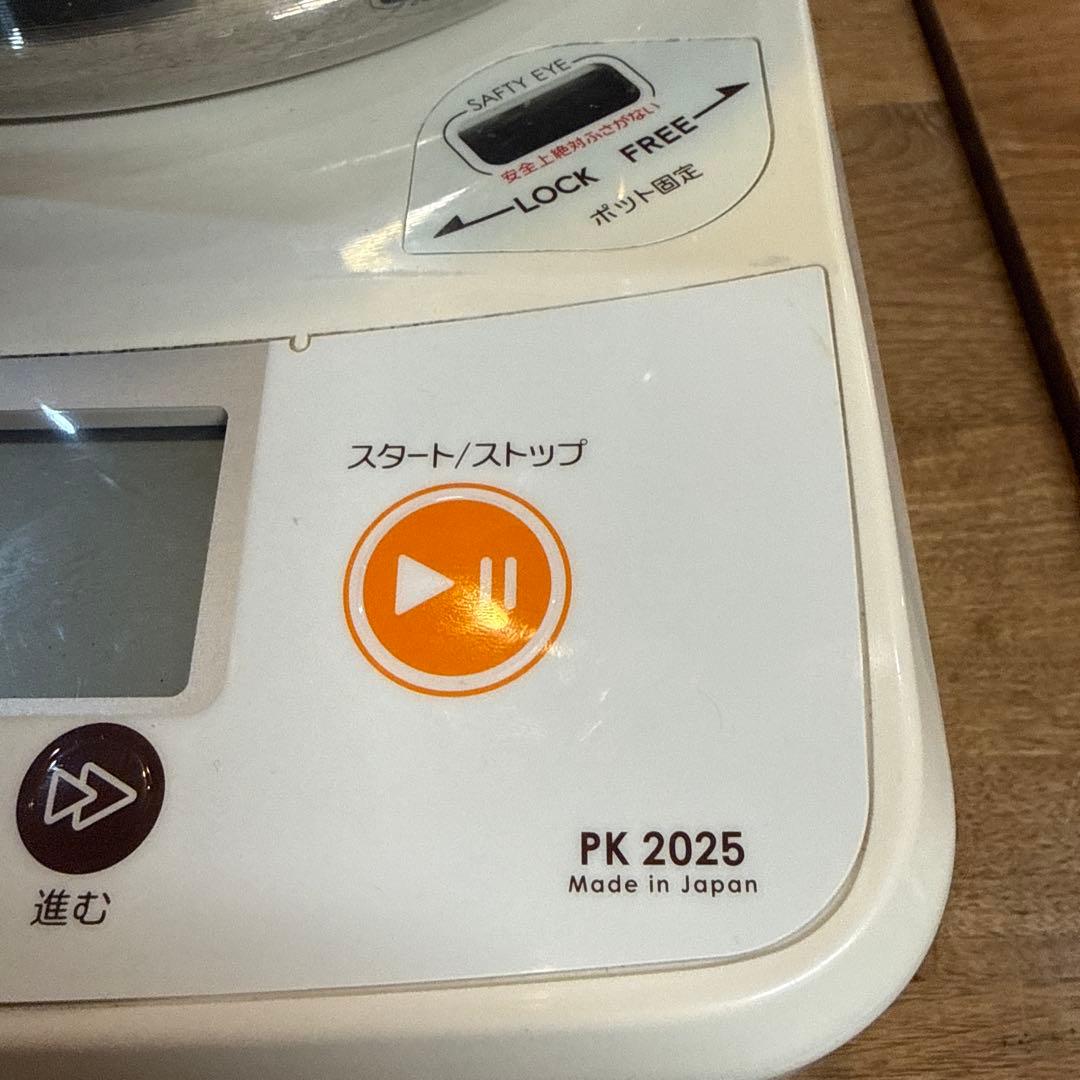 SAFTY EYE
安全上絶対ふさがない
LOCK FREE
ポット固定
スタート/ストップ
進む
PK 2025
Made in Japan